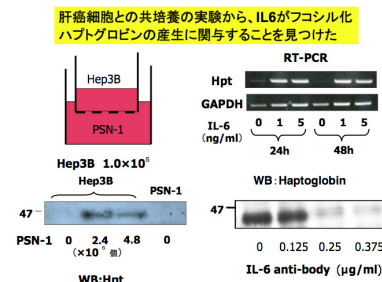 肝癌細胞との共培養の実験から、IL6がフコシル化
ハプトグロビンの産生に関与することを見つけた
Hep3B
PSN-1
Hep3B 1.0×10⁵
Hep3B
PSN-1
47
PSN-1 0 2.4 4.8 0
(×10⁵ 個)
WB:Hpt
RT-PCR
Hpt
GAPDH
IL-6 0 1 5 0 1 5
(ng/ml) 24h 48h
WB:Haptoglobin
47
0 0.125 0.25 0.375
IL-6 anti-body (μg/ml)